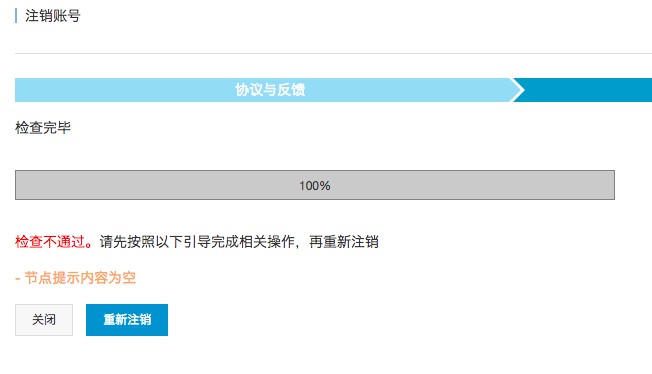 注销账号
协议与反馈
检查完毕
100%
检查不通过。请先按照以下引导完成相关操作，再重新注销
- 节点提示内容为空
关闭 重新注销